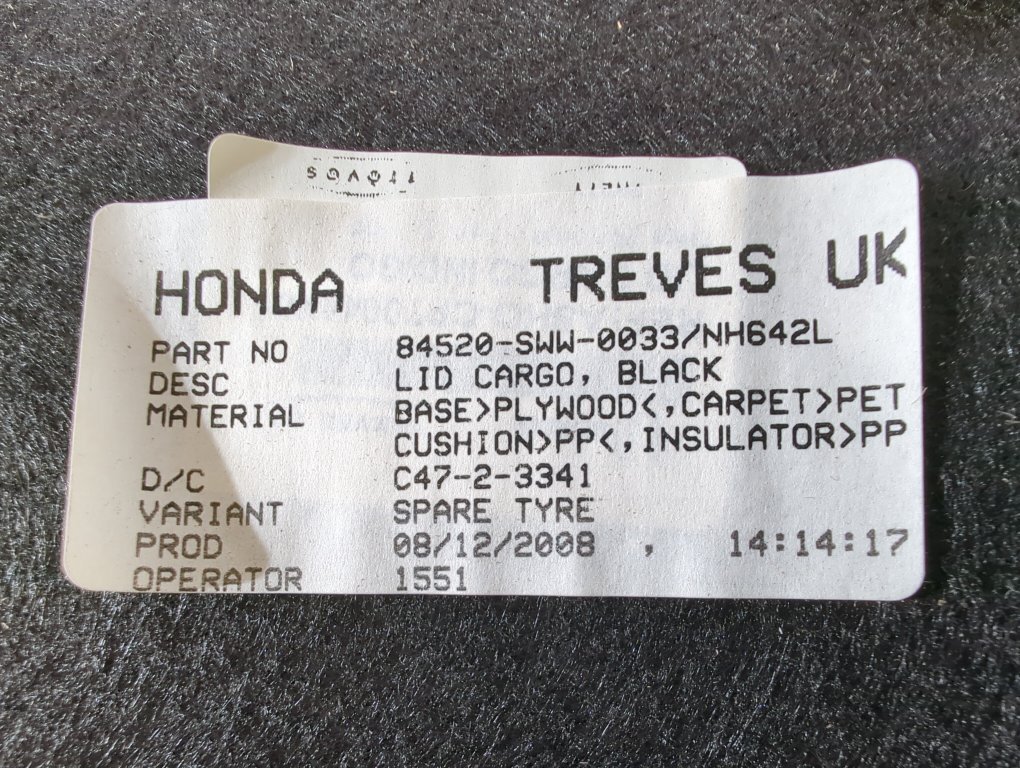 HONDA TREVES UK
PART NO 84520-SWW-0033/NH642L
DESC LID CARGO, BLACK
MATERIAL BASE>PLYWOOD<,CARPET>PET
CUSHION>PP<,INSULATOR>PP
D/C C47-2-3341
VARIANT SPARE TYRE
PROD 08/12/2008 , 14:14:17
OPERATOR 1551